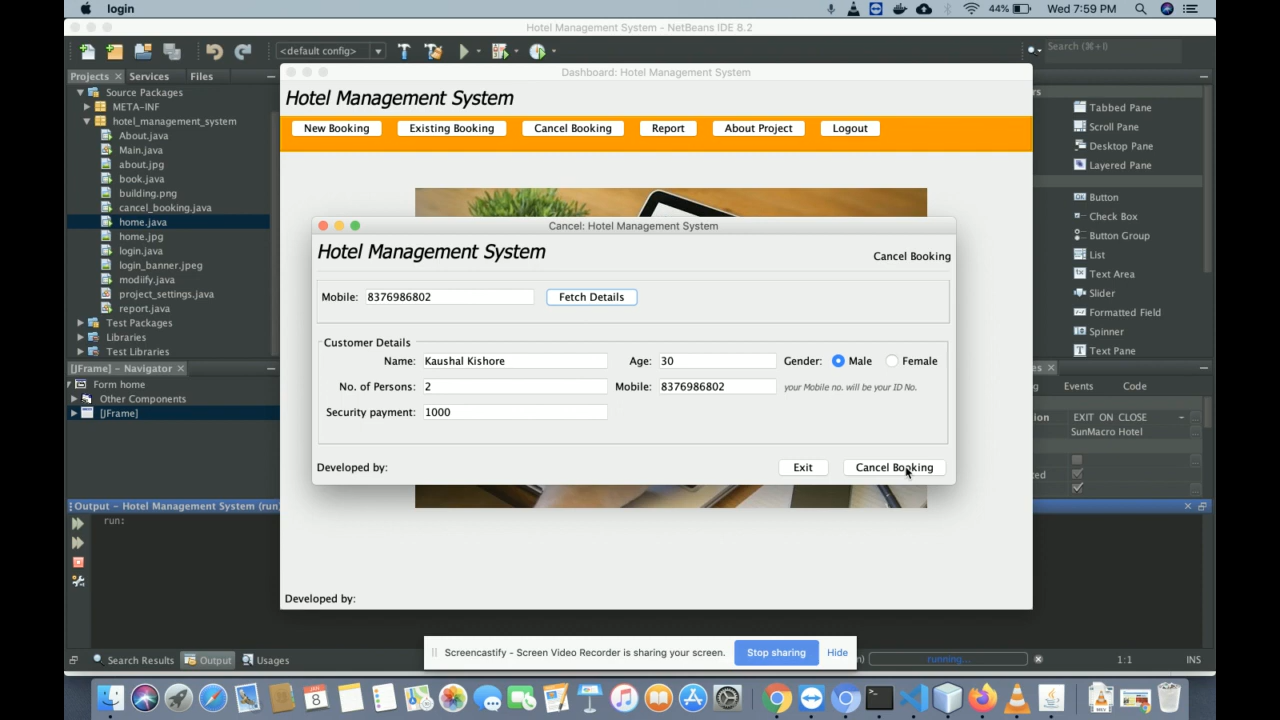 login
44%
Wed 7:59 PM
Hotel Management System - NetBeans IDE 8.2
<default config>
Search (⌘+I)
Projects
Services
Files
Source Packages
META-INF
hotel_management_system
About.java
Main.java
about.jpg
book.java
building.png
cancel_booking.java
home.java
home.jpg
login.java
login_banner.jpeg
modiify.java
project_settings.java
report.java
Test Packages
Libraries
Test Libraries
[JFrame] - Navigator
Form home
Other Components
[JFrame]
Dashboard: Hotel Management System
Hotel Management System
New Booking
Existing Booking
Cancel Booking
Report
About Project
Logout
Cancel: Hotel Management System
Hotel Management System
Cancel Booking
Mobile: 8376986802
Fetch Details
Customer Details
Name: Kaushal Kishore
Age: 30
Gender: Male Female
No. of Persons: 2
Mobile: 8376986802
your Mobile no. will be your ID No.
Security payment: 1000
Developed by:
Exit
Cancel Booking
Developed by:
Tabbed Pane
Scroll Pane
Desktop Pane
Layered Pane
Button
Check Box
Button Group
List
Text Area
Slider
Formatted Field
Spinner
Text Pane
Events
Code
EXIT_ON_CLOSE
SunMacro Hotel
Output - Hotel Management System (run
run:
Screencastify - Screen Video Recorder is sharing your screen.
Stop sharing
Hide
Search Results
Output
Usages
running...
1:1
INS
8